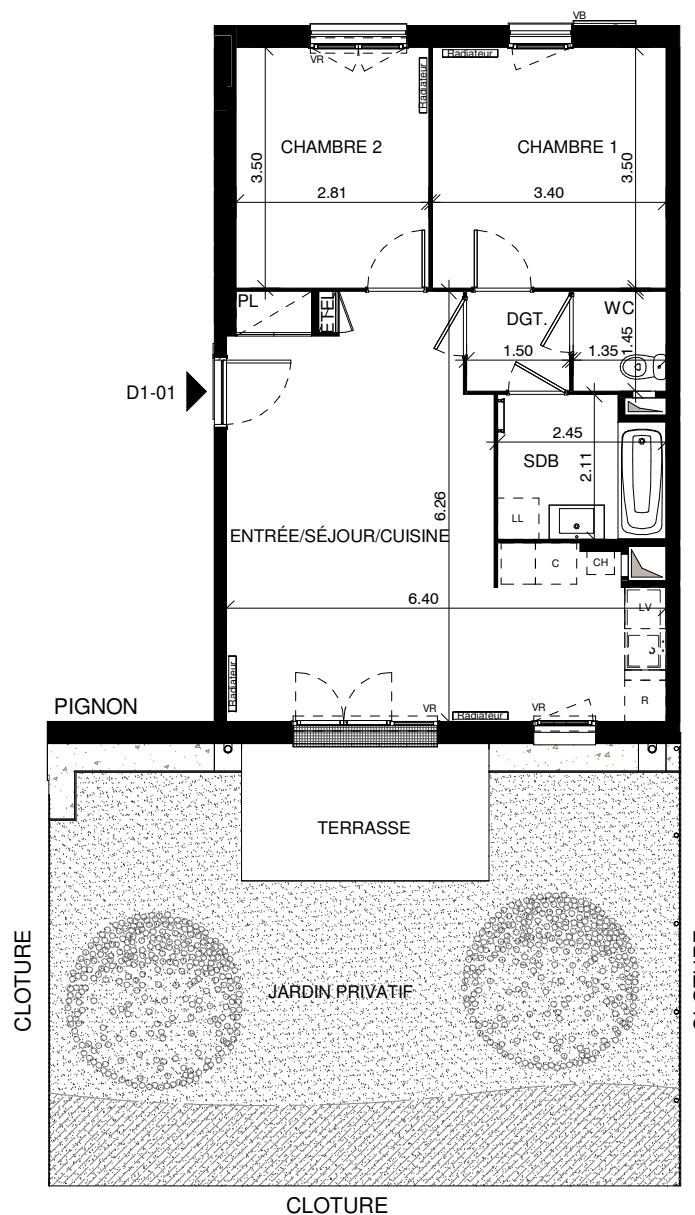 VB
VR
Radiateur
Radiateur
CHAMBRE 2
CHAMBRE 1
3.50
3.50
2.81
3.40
PL
ETEL
DGT.
WC
1.45
1.50
1.35
D1-01
2.45
SDB
2.11
LL
6.26
ENTRÉE/SÉJOUR/CUISINE
C
CH
6.40
LV
R
Radiateur
VR
Radiateur
VR
PIGNON
TERRASSE
CLOTURE
JARDIN PRIVATIF
CLOTURE
CLOTURE